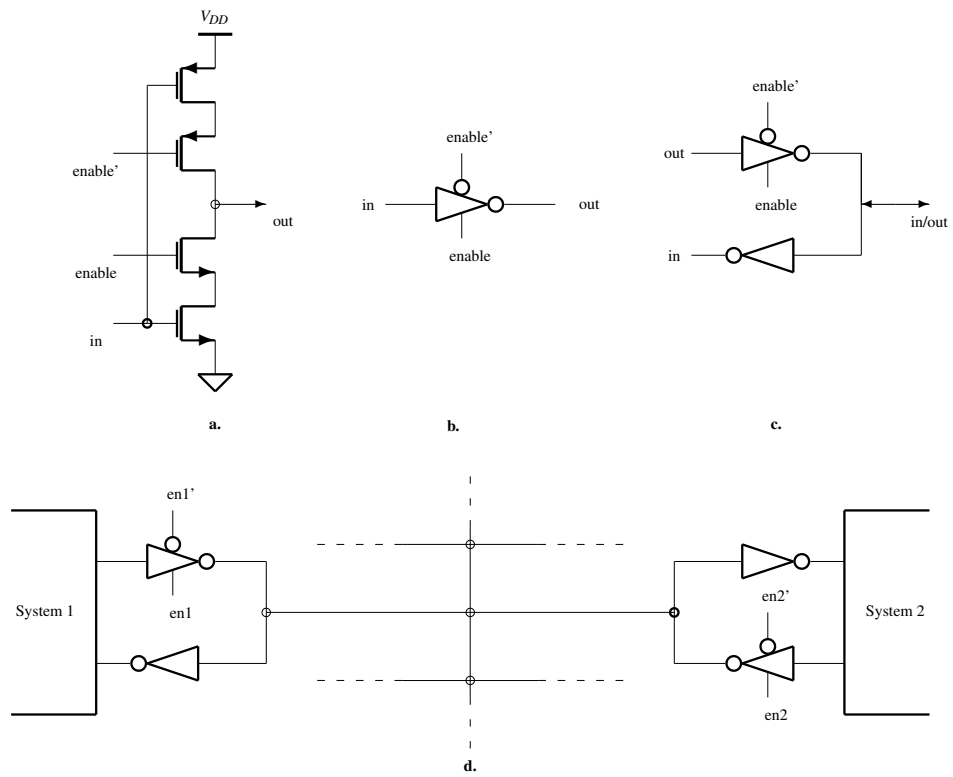 V_DD
enable'
enable
in
out
a.
enable'
in
out
enable
b.
enable'
out
enable
in/out
in
c.
en1'
System 1
en1
en2'
System 2
en2
d.